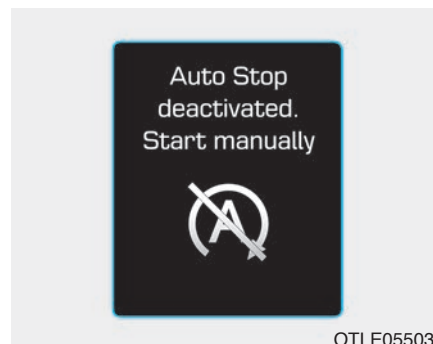 Auto Stop
deactivated.
Start manually
A
OTLE05503